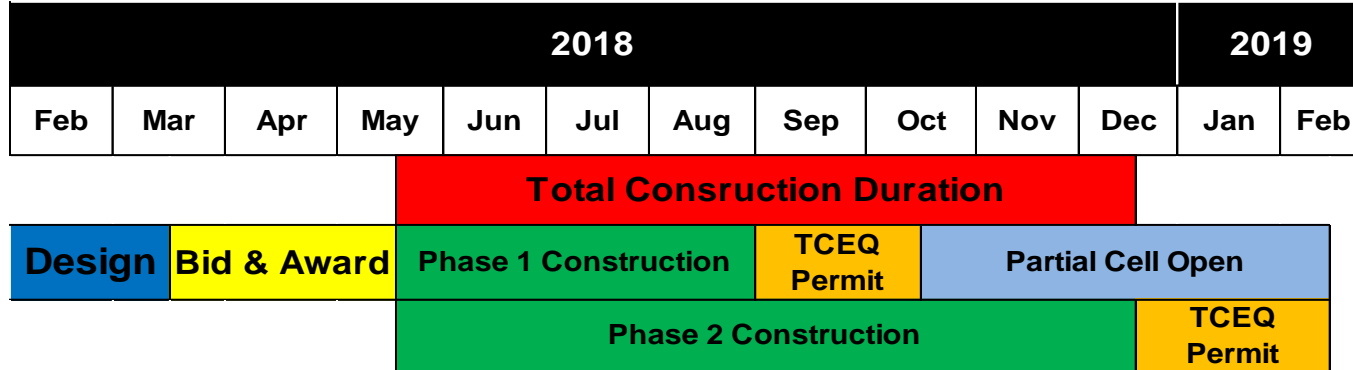 2018 2019
Feb Mar Apr May Jun Jul Aug Sep Oct Nov Dec Jan Feb
Total Consruction Duration
Design Bid & Award Phase 1 Construction TCEQ Permit Partial Cell Open
Phase 2 Construction TCEQ Permit